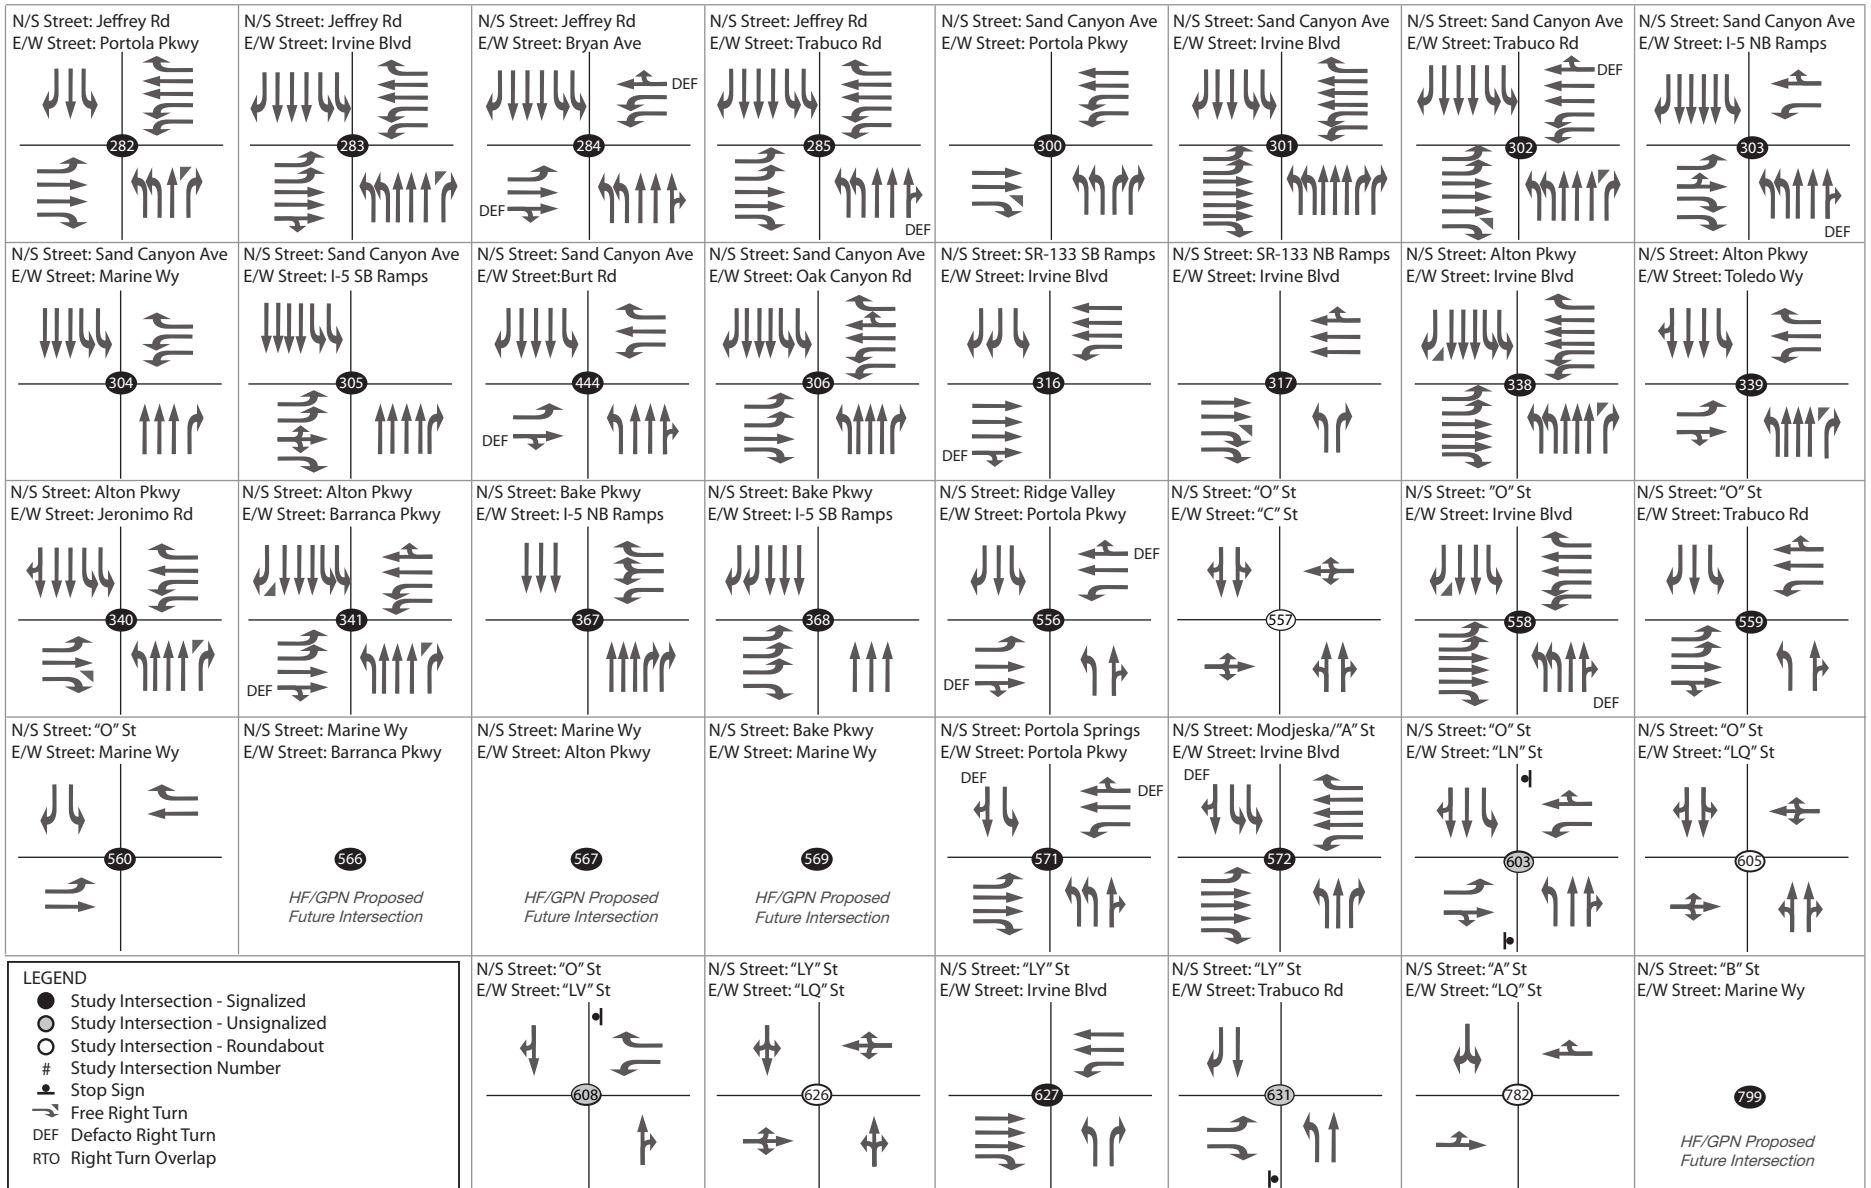 N/S Street: Jeffrey Rd
E/W Street: Portola Pkwy
282
N/S Street: Jeffrey Rd
E/W Street: Irvine Blvd
283
N/S Street: Jeffrey Rd
E/W Street: Bryan Ave
DEF
284
DEF
N/S Street: Jeffrey Rd
E/W Street: Trabuco Rd
285
DEF
N/S Street: Sand Canyon Ave
E/W Street: Portola Pkwy
300
N/S Street: Sand Canyon Ave
E/W Street: Irvine Blvd
301
N/S Street: Sand Canyon Ave
E/W Street: Trabuco Rd
DEF
302
N/S Street: Sand Canyon Ave
E/W Street: I-5 NB Ramps
303
DEF
N/S Street: Sand Canyon Ave
E/W Street: Marine Wy
304
N/S Street: Sand Canyon Ave
E/W Street: I-5 SB Ramps
305
N/S Street: Sand Canyon Ave
E/W Street:Burt Rd
444
DEF
N/S Street: Sand Canyon Ave
E/W Street: Oak Canyon Rd
306
N/S Street: SR-133 SB Ramps
E/W Street: Irvine Blvd
316
DEF
N/S Street: SR-133 NB Ramps
E/W Street: Irvine Blvd
317
N/S Street: Alton Pkwy
E/W Street: Irvine Blvd
338
N/S Street: Alton Pkwy
E/W Street: Toledo Wy
339
N/S Street: Alton Pkwy
E/W Street: Jeronimo Rd
340
N/S Street: Alton Pkwy
E/W Street: Barranca Pkwy
341
DEF
N/S Street: Bake Pkwy
E/W Street: I-5 NB Ramps
367
N/S Street: Bake Pkwy
E/W Street: I-5 SB Ramps
368
N/S Street: Ridge Valley
E/W Street: Portola Pkwy
DEF
556
DEF
N/S Street: “O” St
E/W Street: “C” St
557
N/S Street: ”O” St
E/W Street: Irvine Blvd
558
DEF
N/S Street: “O” St
E/W Street: Trabuco Rd
559
N/S Street: “O” St
E/W Street: Marine Wy
560
N/S Street: Marine Wy
E/W Street: Barranca Pkwy
566
HF/GPN Proposed
Future Intersection
N/S Street: Marine Wy
E/W Street: Alton Pkwy
567
HF/GPN Proposed
Future Intersection
N/S Street: Bake Pkwy
E/W Street: Marine Wy
569
HF/GPN Proposed
Future Intersection
N/S Street: Portola Springs
E/W Street: Portola Pkwy
DEF
DEF
571
N/S Street: Modjeska/“A” St
E/W Street: Irvine Blvd
DEF
572
N/S Street: “O” St
E/W Street: “LN” St
603
N/S Street: “O” St
E/W Street: “LQ” St
605
LEGEND
Study Intersection - Signalized
Study Intersection - Unsignalized
Study Intersection - Roundabout
# Study Intersection Number
Stop Sign
Free Right Turn
DEF Defacto Right Turn
RTO Right Turn Overlap
N/S Street: “O” St
E/W Street: “LV” St
608
N/S Street: “LY” St
E/W Street: “LQ” St
626
N/S Street: “LY” St
E/W Street: Irvine Blvd
627
N/S Street: “LY” St
E/W Street: Trabuco Rd
631
N/S Street: “A” St
E/W Street: “LQ” St
782
N/S Street: “B” St
E/W Street: Marine Wy
799
HF/GPN Proposed
Future Intersection